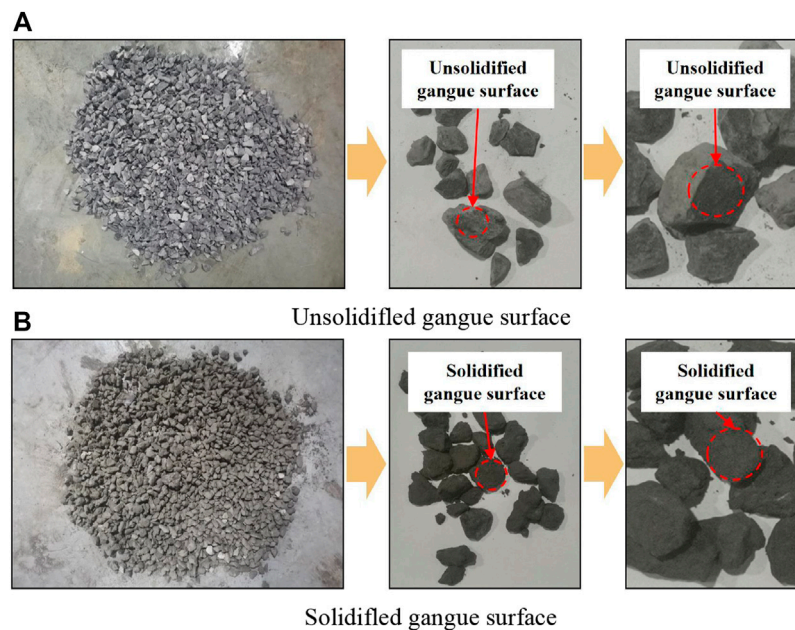 A
Unsolidified
gangue surface
Unsolidified
gangue surface
Unsolidifled gangue surface
B
Solidified
gangue surface
Solidified
gangue surface
Solidifled gangue surface